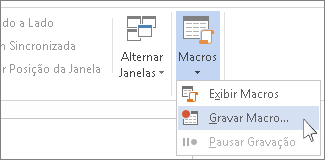 do a Lado
n Sincronizada
r Posição da Janela
Alternar
Janelas
Macros
Exibir Macros
Gravar Macro...
Pausar Gravação